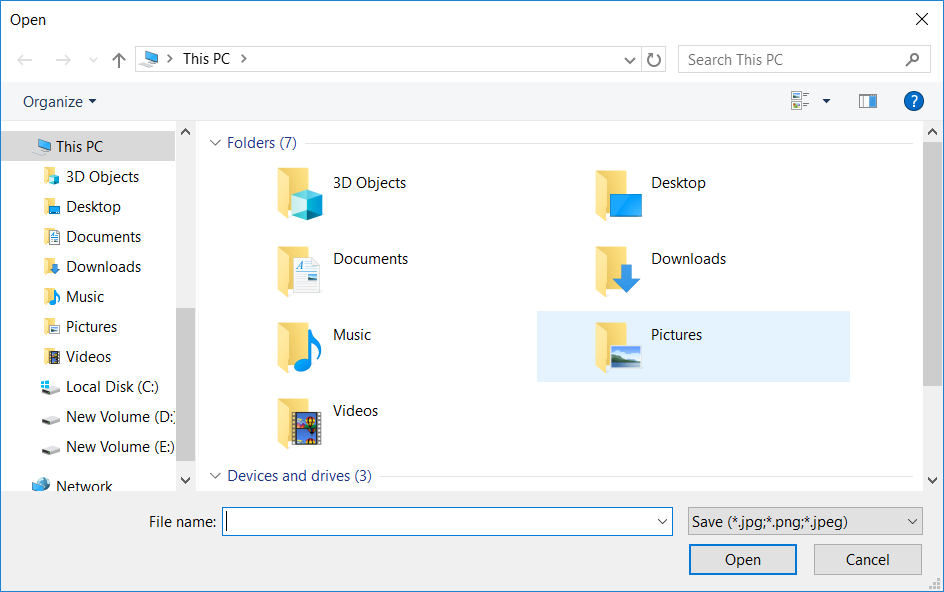 Open
This PC
Search This PC
Organize
?
This PC
3D Objects
Desktop
Documents
Downloads
Music
Pictures
Videos
Local Disk (C:)
New Volume (D:)
New Volume (E:)
Network
Folders (7)
3D Objects
Desktop
Documents
Downloads
Music
Pictures
Videos
Devices and drives (3)
File name:
Save (*.jpg;*.png;*.jpeg)
Open
Cancel